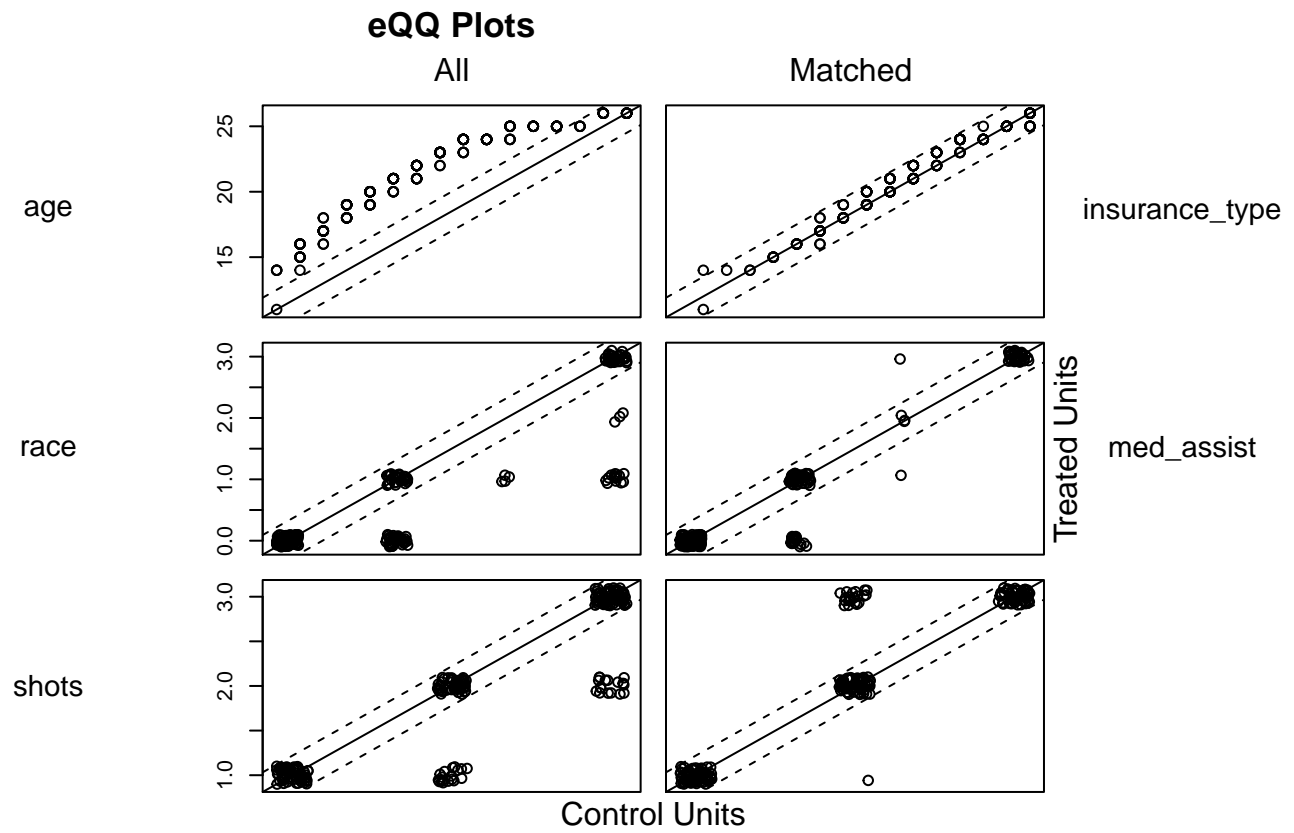 eQQ Plots
All Matched
age
15 20 25
insurance_type
race
0.0 1.0 2.0 3.0
Treated Units
med_assist
shots
1.0 2.0 3.0
Control Units